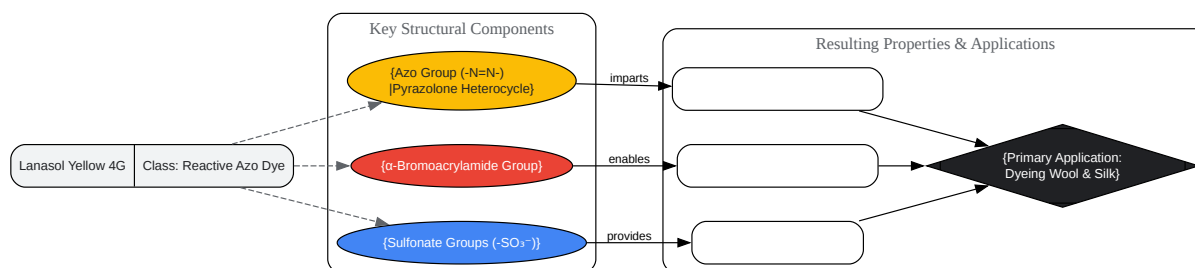 Key Structural Components
Resulting Properties & Applications
{Azo Group (-N=N-)
|Pyrazolone Heterocycle}
imparts
Lanasol Yellow 4G
Class: Reactive Azo Dye
{α-Bromoacrylamide Group}
enables
{Primary Application:
Dyeing Wool & Silk}
{Sulfonate Groups (-SO₃⁻)}
provides